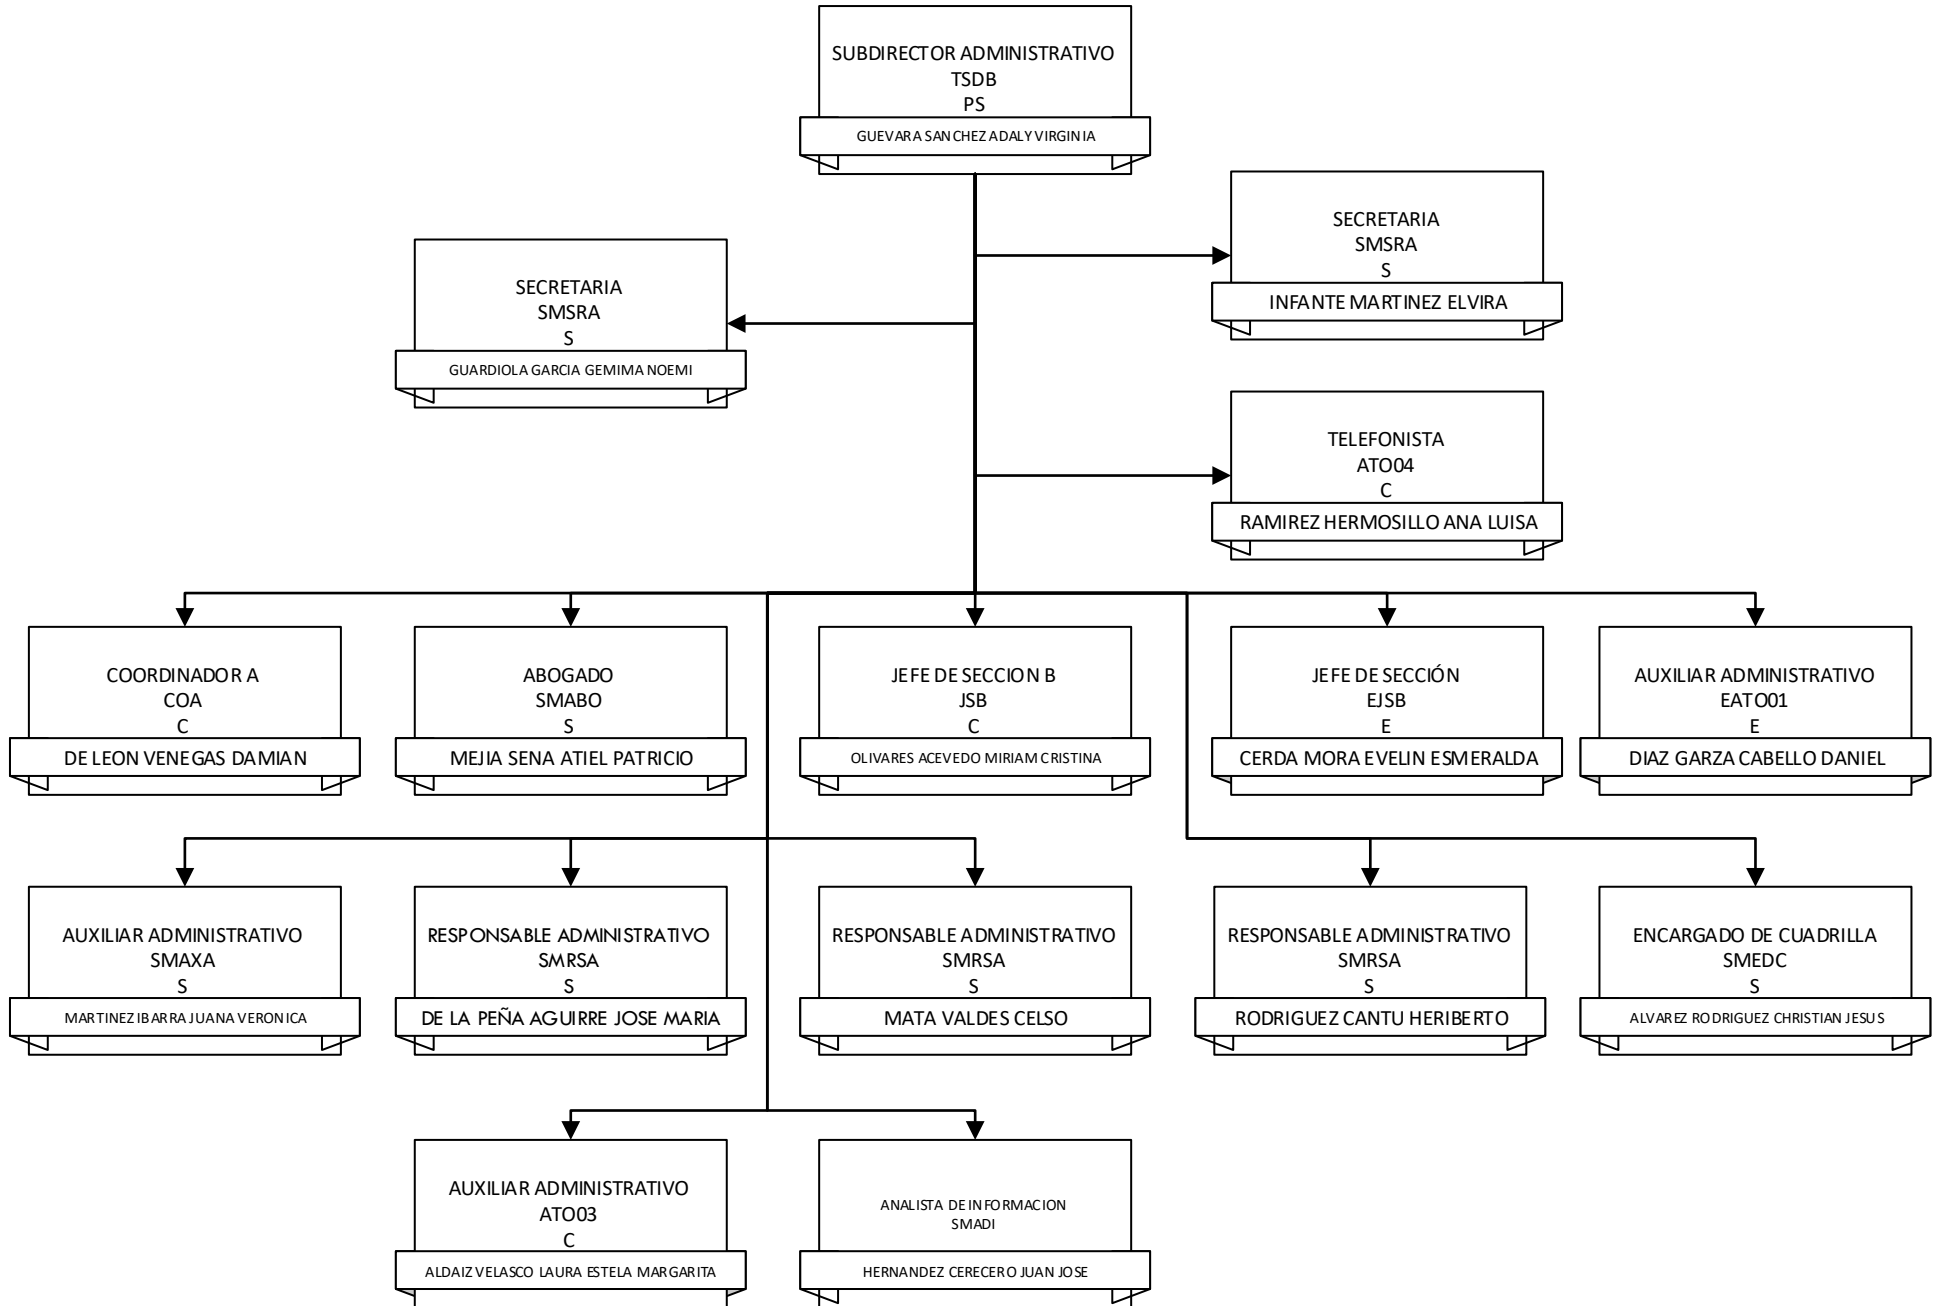 SUBDIRECTOR ADMINISTRATIVO
TSDB
PS
GUEVARA SANCHEZ ADALY VIRGINIA
SECRETARIA
SMSRA
S
INFANTE MARTINEZ ELVIRA
SECRETARIA
SMSRA
S
GUARDIOLA GARCIA GEMIMA NOEMI
TELEFONISTA
ATO04
C
RAMIREZ HERMOSILLO ANA LUISA
COORDINADOR A
COA
C
DE LEON VENEGAS DAMIAN
ABOGADO
SMABO
S
MEJIA SENA ATIEL PATRICIO
JEFE DE SECCION B
JSB
C
OLIVARES ACEVEDO MIRIAM CRISTINA
JEFE DE SECCIÓN
EJSB
E
CERDA MORA EVELIN ESMERALDA
AUXILIAR ADMINISTRATIVO
EATO01
E
DIAZ GARZA CABELLO DANIEL
AUXILIAR ADMINISTRATIVO
SMAXA
S
MARTINEZ IBARRA JUANA VERONICA
RESPONSABLE ADMINISTRATIVO
SMRSA
S
DE LA PEÑA AGUIRRE JOSE MARIA
RESPONSABLE ADMINISTRATIVO
SMRSA
S
MATA VALDES CELSO
RESPONSABLE ADMINISTRATIVO
SMRSA
S
RODRIGUEZ CANTU HERIBERTO
ENCARGADO DE CUADRILLA
SMEDC
S
ALVAREZ RODRIGUEZ CHRISTIAN JESUS
AUXILIAR ADMINISTRATIVO
ATO03
C
ALDAIZ VELASCO LAURA ESTELA MARGARITA
ANALISTA DE INFORMACION
SMADI
HERNANDEZ CERECERO JUAN JOSE